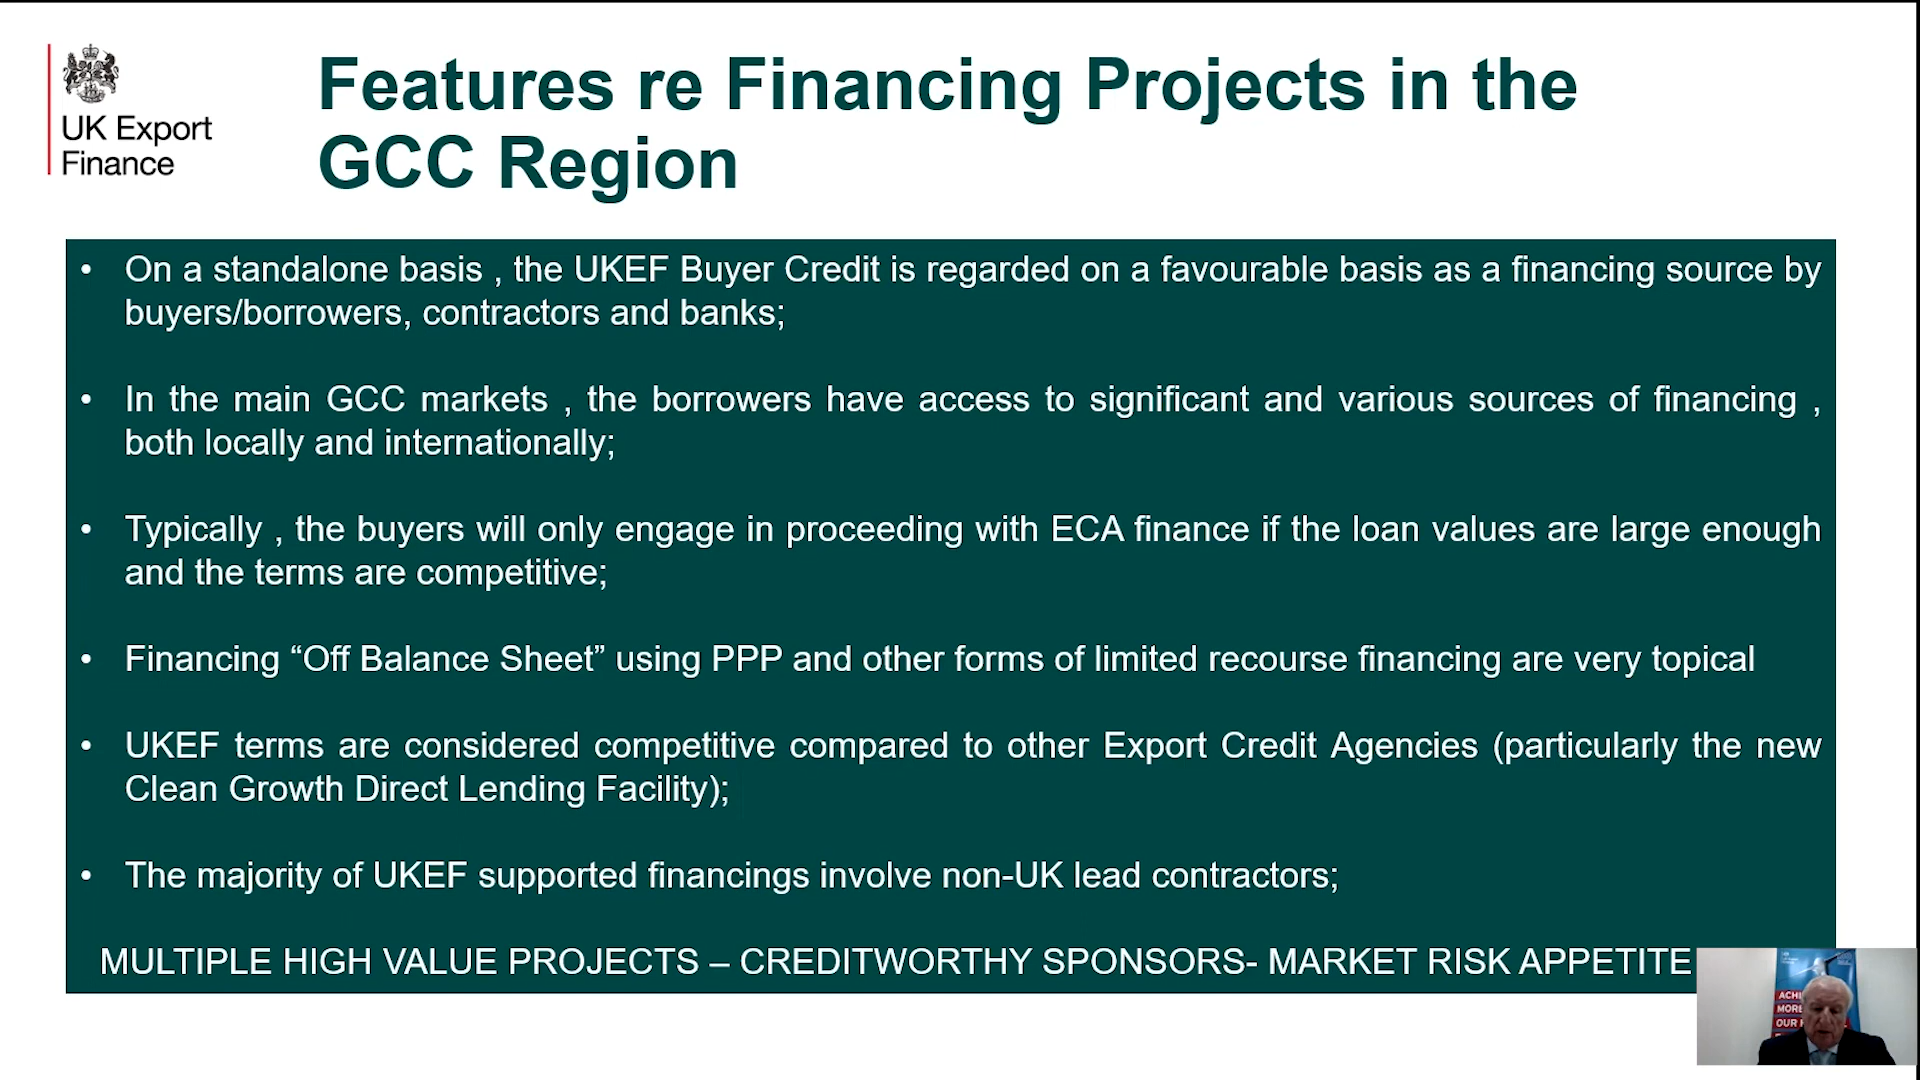 UK Export
Finance
Features re Financing Projects in the
GCC Region
• On a standalone basis , the UKEF Buyer Credit is regarded on a favourable basis as a financing source by
buyers/borrowers, contractors and banks;
• In the main GCC markets , the borrowers have access to significant and various sources of financing ,
both locally and internationally;
• Typically , the buyers will only engage in proceeding with ECA finance if the loan values are large enough
and the terms are competitive;
• Financing “Off Balance Sheet” using PPP and other forms of limited recourse financing are very topical
• UKEF terms are considered competitive compared to other Export Credit Agencies (particularly the new
Clean Growth Direct Lending Facility);
• The majority of UKEF supported financings involve non-UK lead contractors;
MULTIPLE HIGH VALUE PROJECTS – CREDITWORTHY SPONSORS- MARKET RISK APPETITE
MORE
OUR